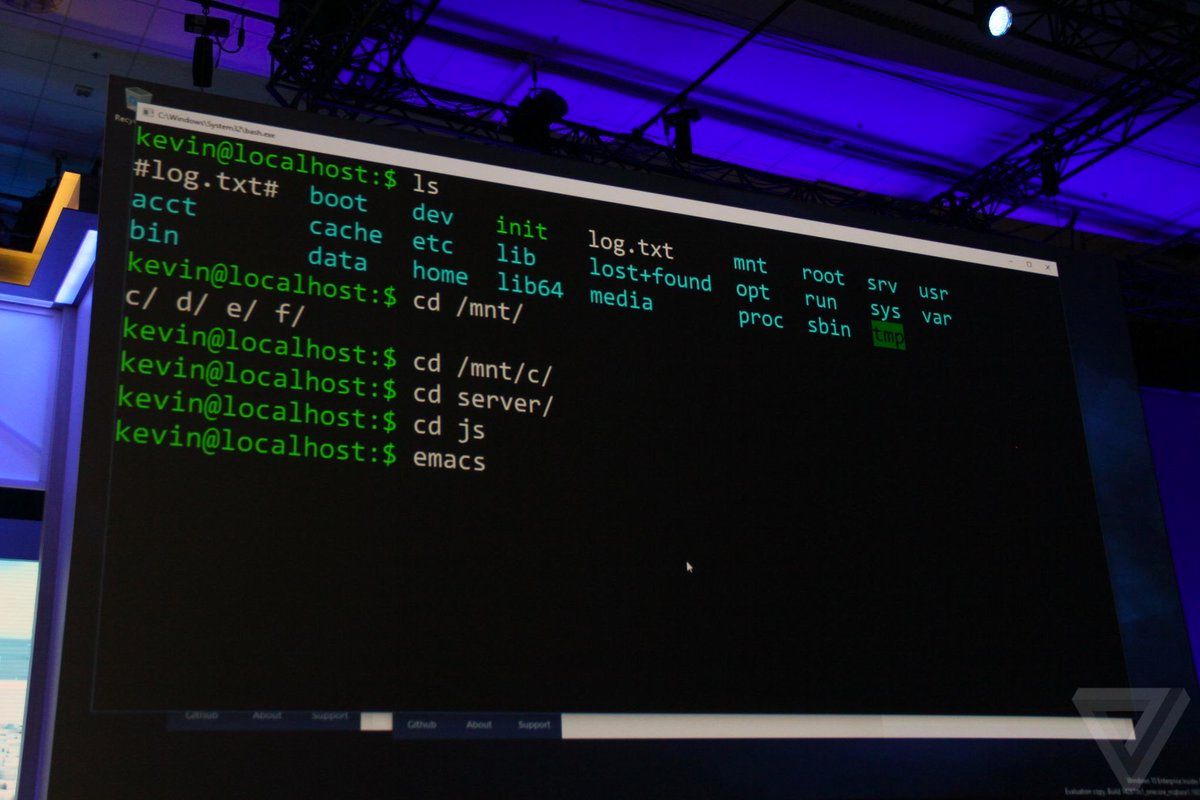 C:\Windows\System32\bash.exe
kevin@localhost:$ ls
#log.txt# boot dev init log.txt mnt root srv usr
acct cache etc lib lost+found opt run sys var
bin data home lib64 media proc sbin tmp
kevin@localhost:$ cd /mnt/
c/ d/ e/ f/
kevin@localhost:$ cd /mnt/c/
kevin@localhost:$ cd server/
kevin@localhost:$ cd js
kevin@localhost:$ emacs
Github About Support Github About Support
Evaluation copy. Build